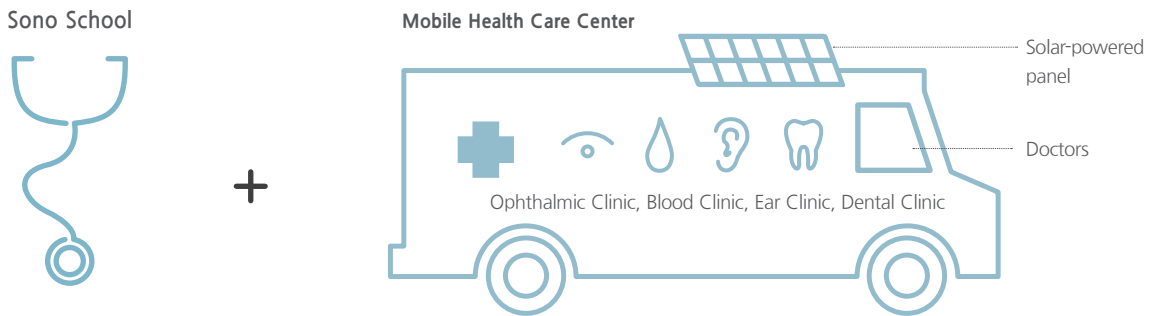 Sono School
Mobile Health Care Center
Solar-powered
panel
Doctors
Ophthalmic Clinic, Blood Clinic, Ear Clinic, Dental Clinic